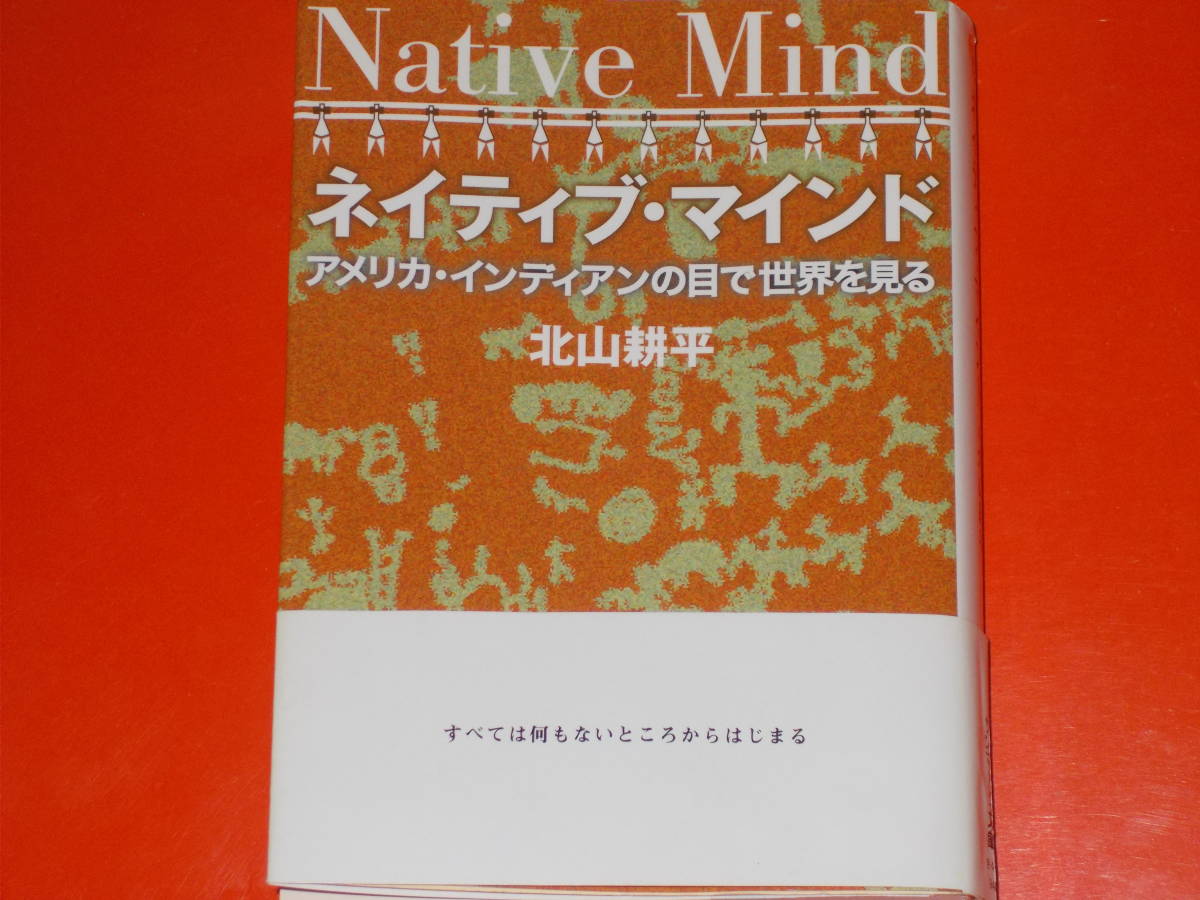 Native Mind
ネイティブ・マインド
アメリカ・インディアンの目で世界を見る
北山耕平
すべては何もないところからはじまる